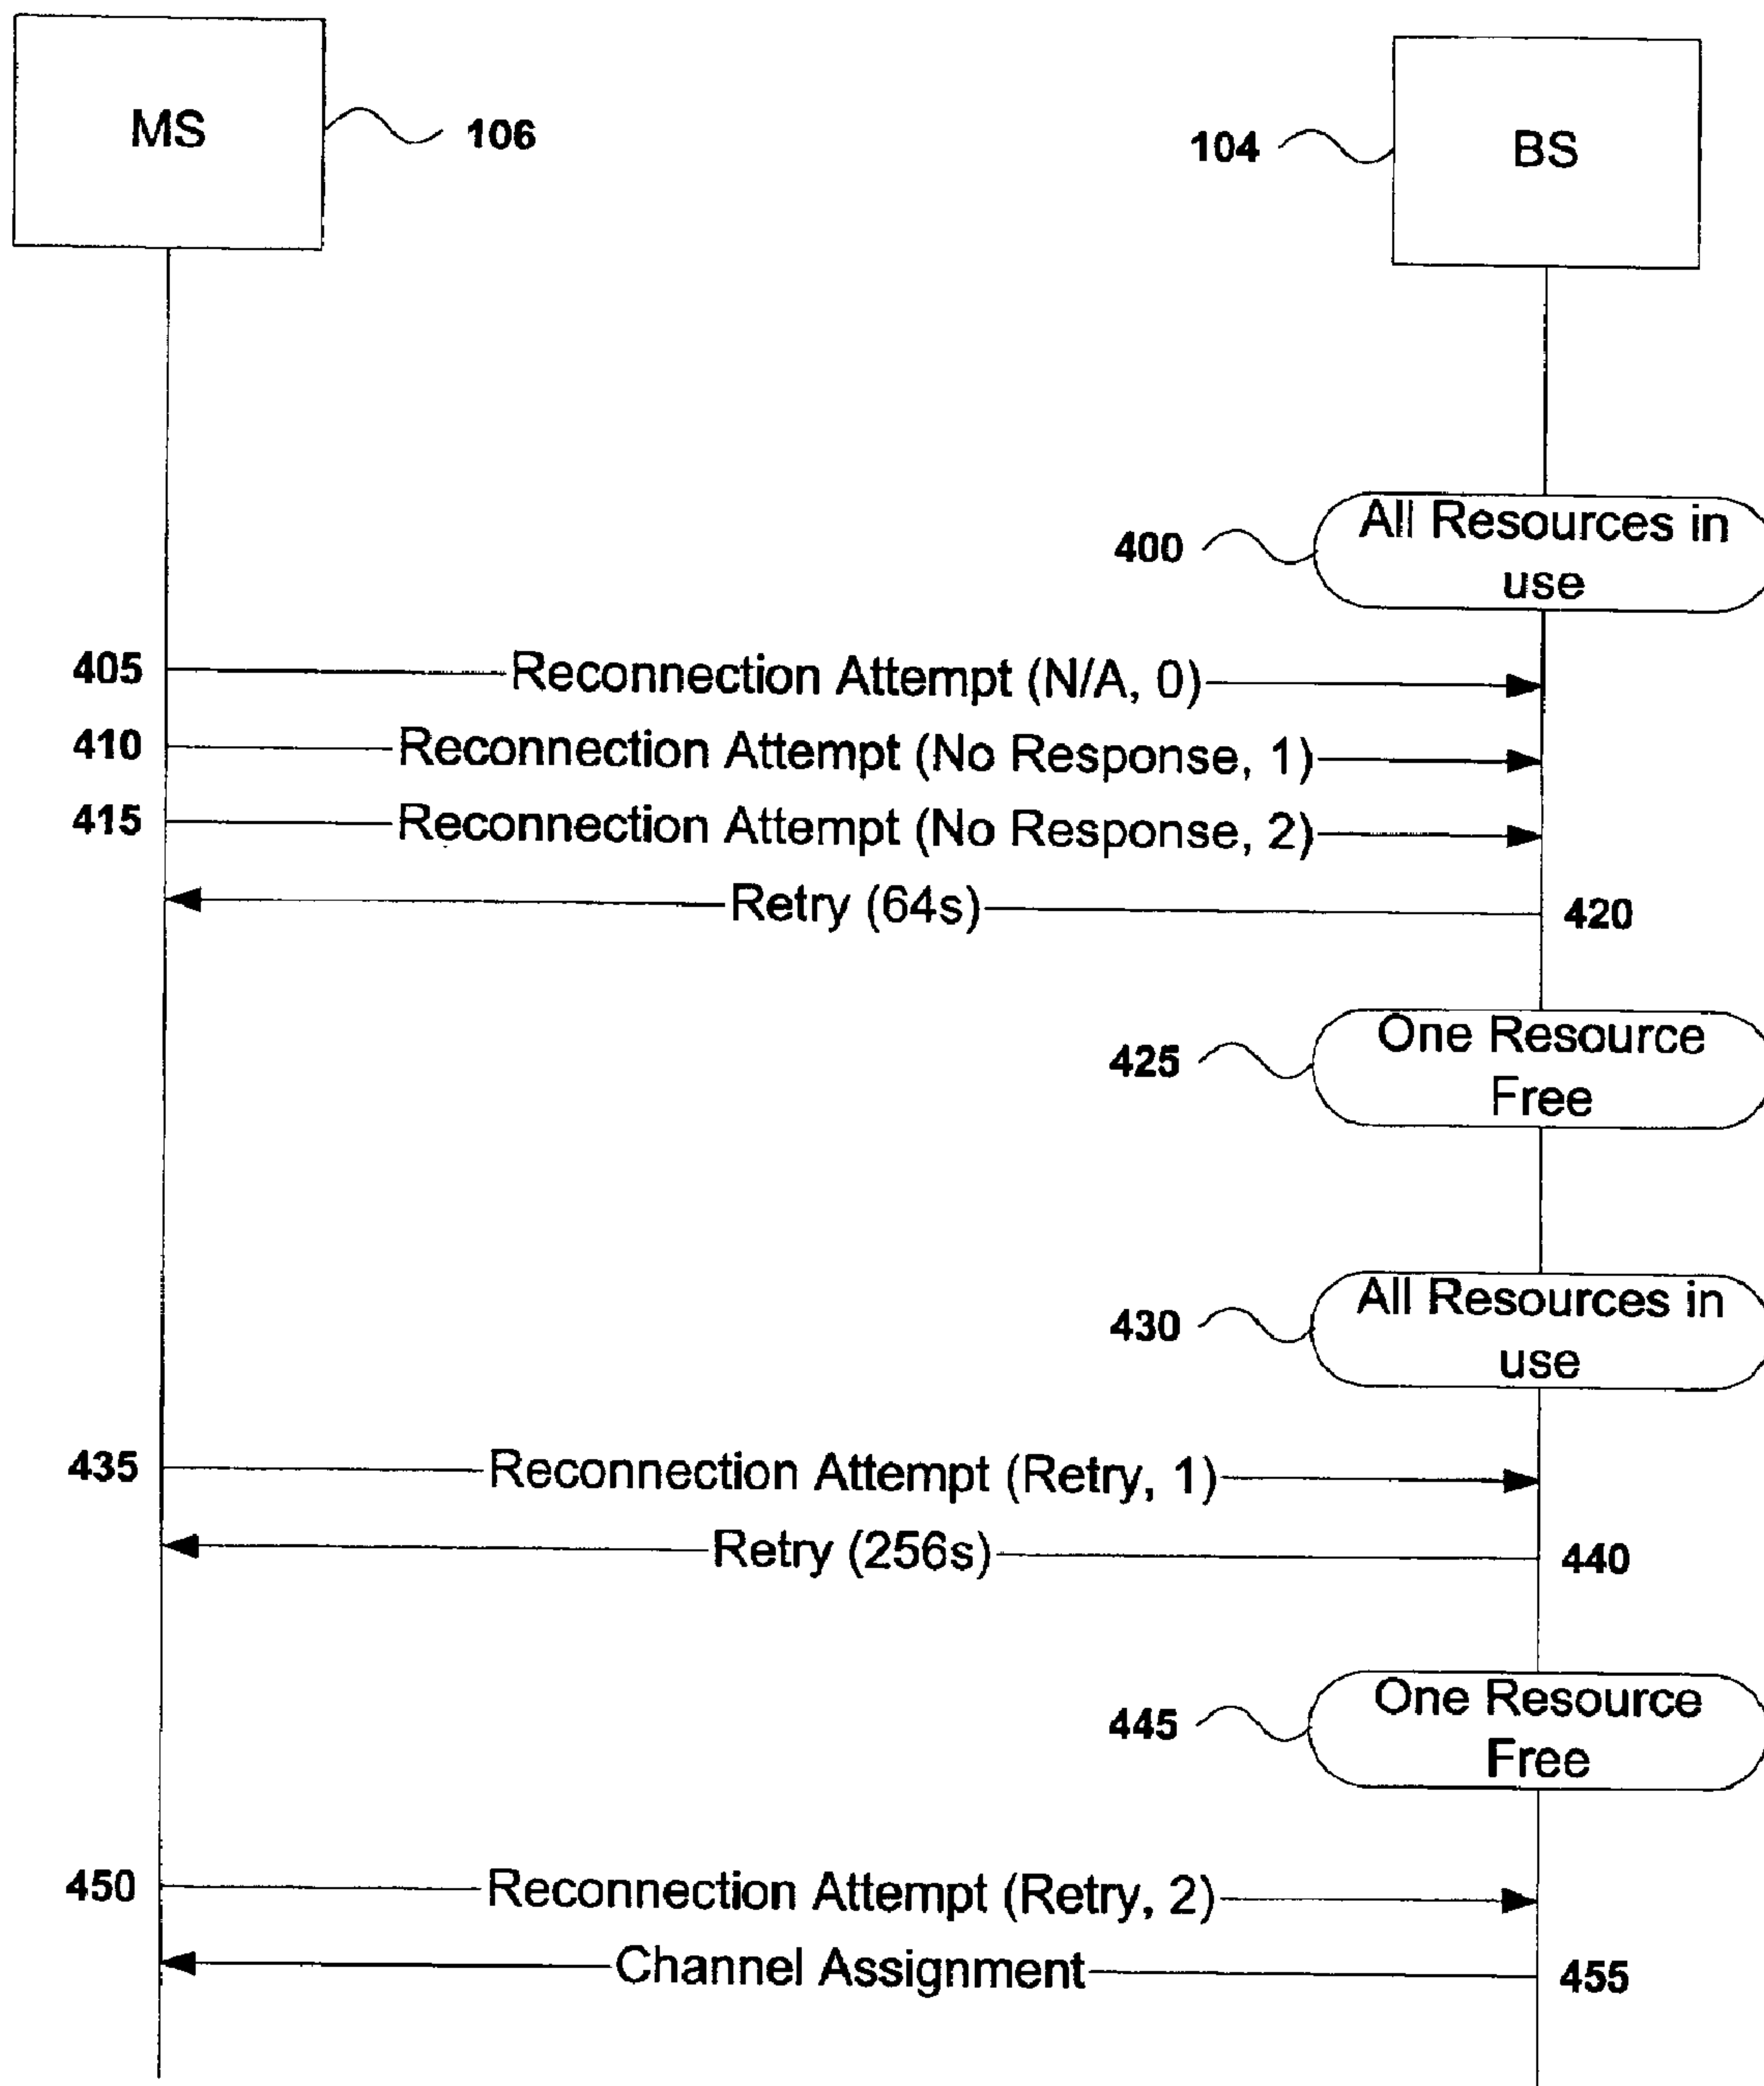 MS
106
104
BS
400
All Resources in
use
405
Reconnection Attempt (N/A, 0)
410
Reconnection Attempt (No Response, 1)
415
Reconnection Attempt (No Response, 2)
Retry (64s)
420
425
One Resource
Free
430
All Resources in
use
435
Reconnection Attempt (Retry, 1)
Retry (256s)
440
445
One Resource
Free
450
Reconnection Attempt (Retry, 2)
Channel Assignment
455